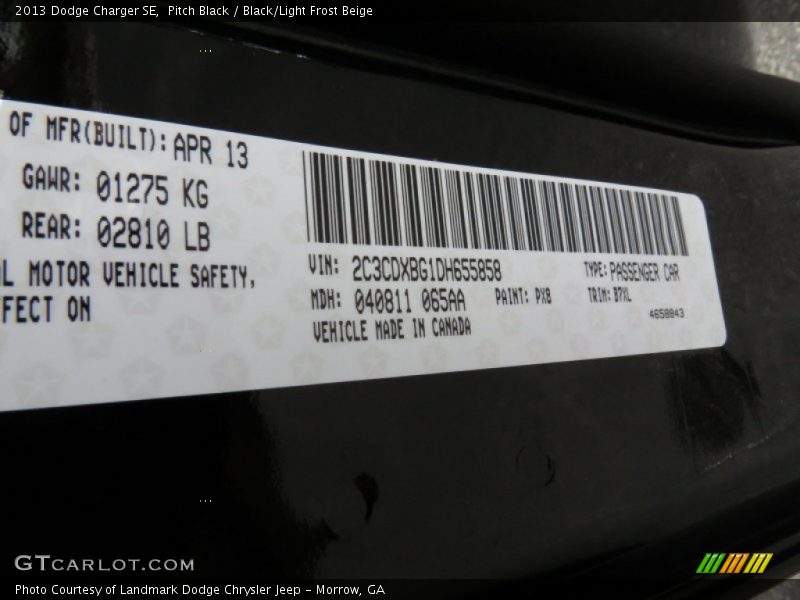 2013 Dodge Charger SE,  Pitch Black / Black/Light Frost Beige
OF MFR(BUILT): APR 13
GAWR: 01275 KG
REAR: 02810 LB
L MOTOR VEHICLE SAFETY,
FECT ON
VIN: 2C3CDXBG1DH655858
TYPE: PASSENGER CAR
MDH: 040811 065AA
PAINT: PX8
TRIM: B7XL
VEHICLE MADE IN CANADA
4658843
GTCARLOT.COM
Photo Courtesy of Landmark Dodge Chrysler Jeep - Morrow, GA